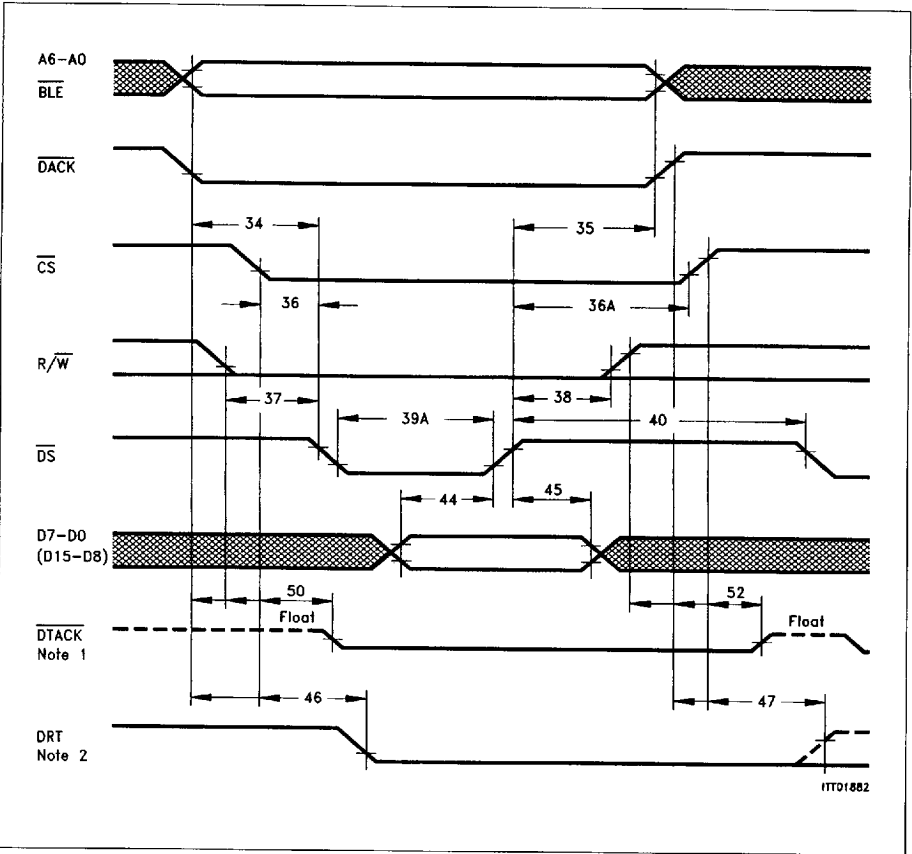 A6-A0
BLE
DACK
34
35
CS
36
36A
R/W
37
38
39A
40
DS
44
45
D7-D0
(D15-D8)
50
52
Float
Float
DTACK
Note 1
46
47
DRT
Note 2
ITT01882